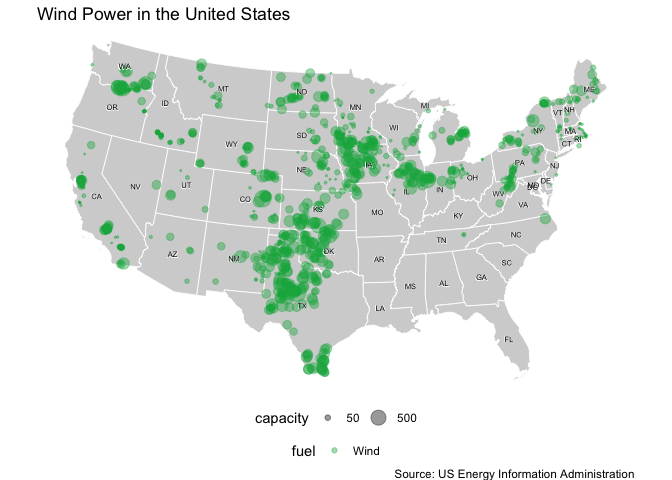 Wind Power in the United States
WA
MT
ND
MN
ME
OR
ID
VT
NH
MI
WI
SD
NY
MA
CT
RI
WY
IA
PA
NJ
NE
OH
NV
UT
CO
IL
IN
WV
MD
DE
CA
KS
MO
KY
VA
TN
NC
AZ
NM
OK
AR
SC
MS
AL
GA
TX
LA
FL
capacity 50 500
fuel Wind
Source: US Energy Information Administration